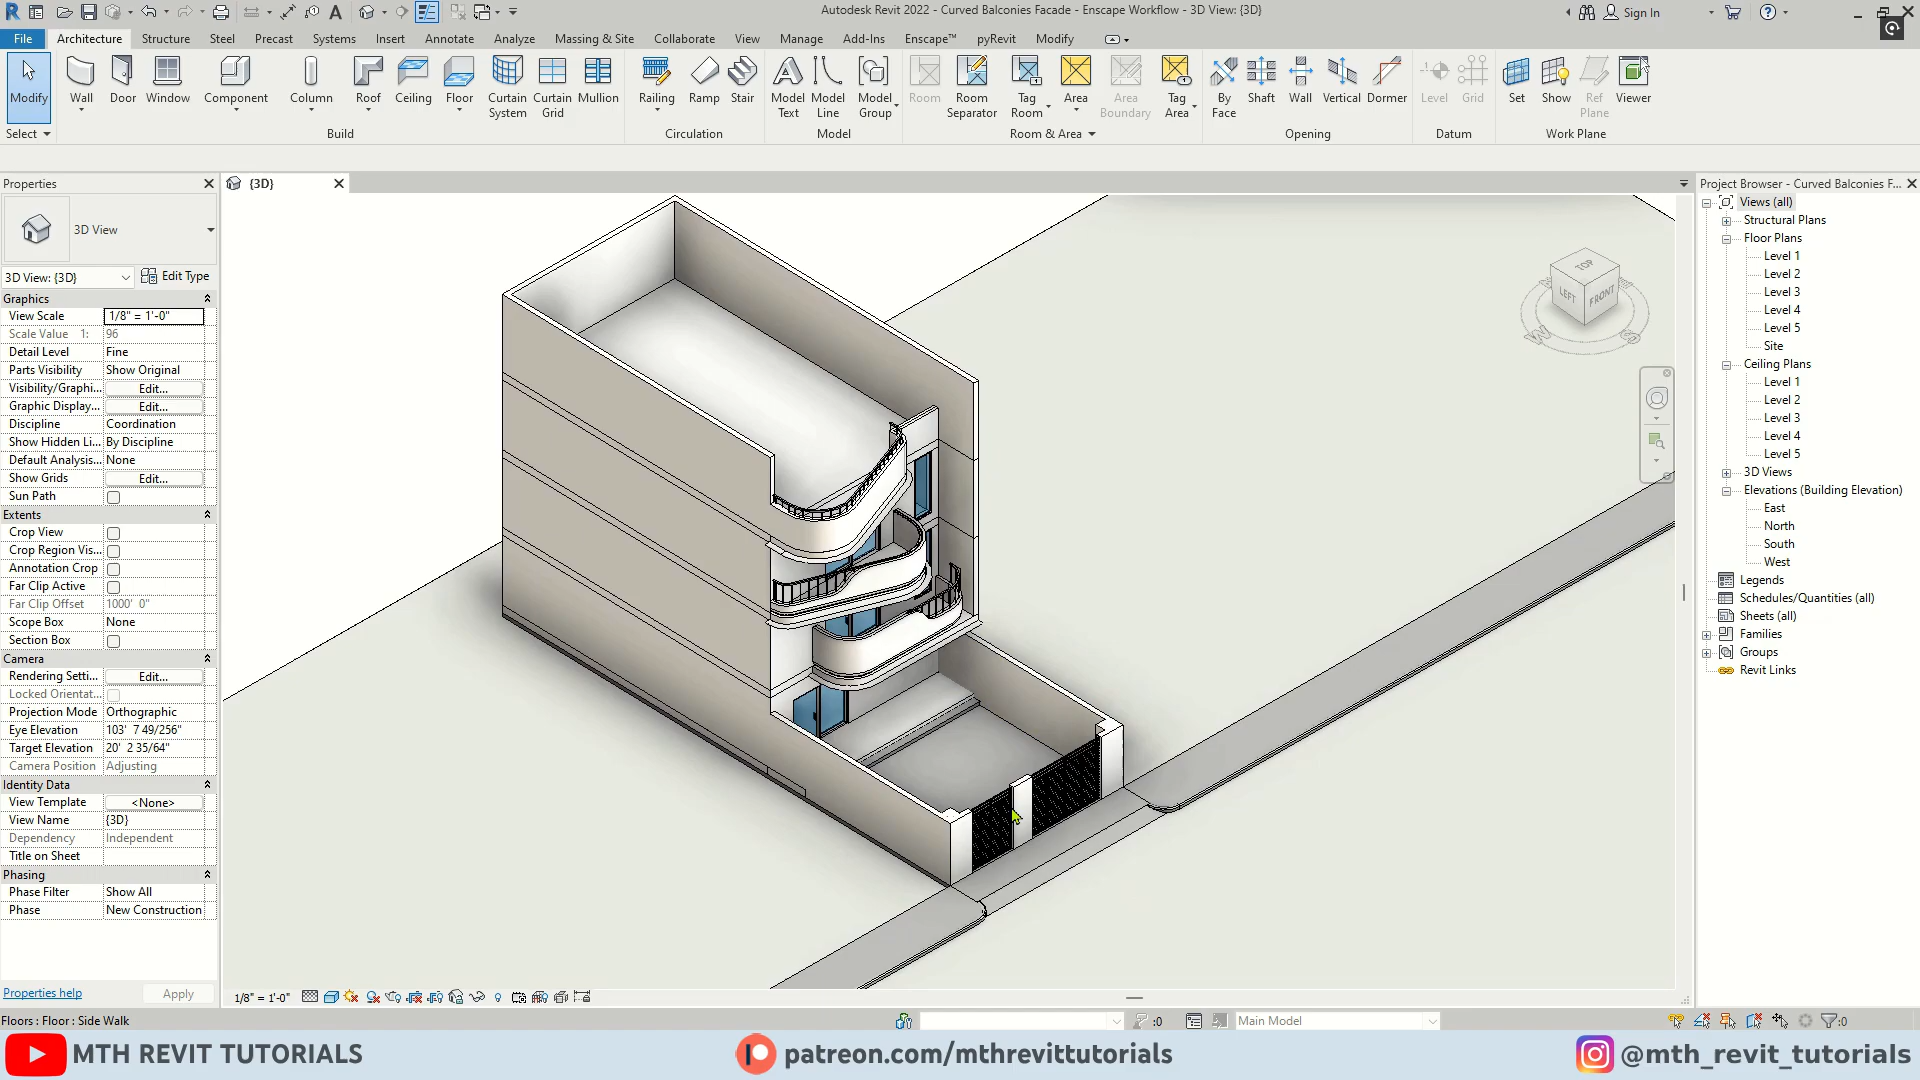 Autodesk Revit 2022 - Curved Balconies Facade - Enscape Workflow - 3D View: {3D}
Sign In
File Architecture Structure Steel Precast Systems Insert Annotate Analyze Massing & Site Collaborate View Manage Add-Ins Enscape™ pyRevit Modify
Modify Wall Door Window Component Column Roof Ceiling Floor Curtain System Curtain Grid Mullion Railing Ramp Stair Model Text Model Line Model Group Room Room Separator Tag Room Area Area Boundary Tag Area By Face Shaft Wall Vertical Dormer Level Grid Set Show Ref Plane Viewer
Select Build Circulation Model Room & Area Opening Datum Work Plane
Properties
3D View
3D View: {3D} Edit Type
Graphics
View Scale 1/8" = 1'-0"
Scale Value 1: 96
Detail Level Fine
Parts Visibility Show Original
Visibility/Graphi... Edit...
Graphic Display... Edit...
Discipline Coordination
Show Hidden Li... By Discipline
Default Analysis... None
Show Grids Edit...
Sun Path
Extents
Crop View
Crop Region Vis...
Annotation Crop
Far Clip Active
Far Clip Offset 1000' 0"
Scope Box None
Section Box
Camera
Rendering Setti... Edit...
Locked Orientat...
Projection Mode Orthographic
Eye Elevation 103' 7 49/256"
Target Elevation 20' 2 35/64"
Camera Position Adjusting
Identity Data
View Template <None>
View Name {3D}
Dependency Independent
Title on Sheet
Phasing
Phase Filter Show All
Phase New Construction
Properties help Apply
{3D}
TOP
LEFT FRONT
W S
1/8" = 1'-0"
Project Browser - Curved Balconies F...
Views (all)
Structural Plans
Floor Plans
Level 1
Level 2
Level 3
Level 4
Level 5
Site
Ceiling Plans
Level 1
Level 2
Level 3
Level 4
Level 5
3D Views
Elevations (Building Elevation)
East
North
South
West
Legends
Schedules/Quantities (all)
Sheets (all)
Families
Groups
Revit Links
Floors : Floor : Side Walk :0 Main Model :0
MTH REVIT TUTORIALS patreon.com/mthrevittutorials @mth_revit_tutorials